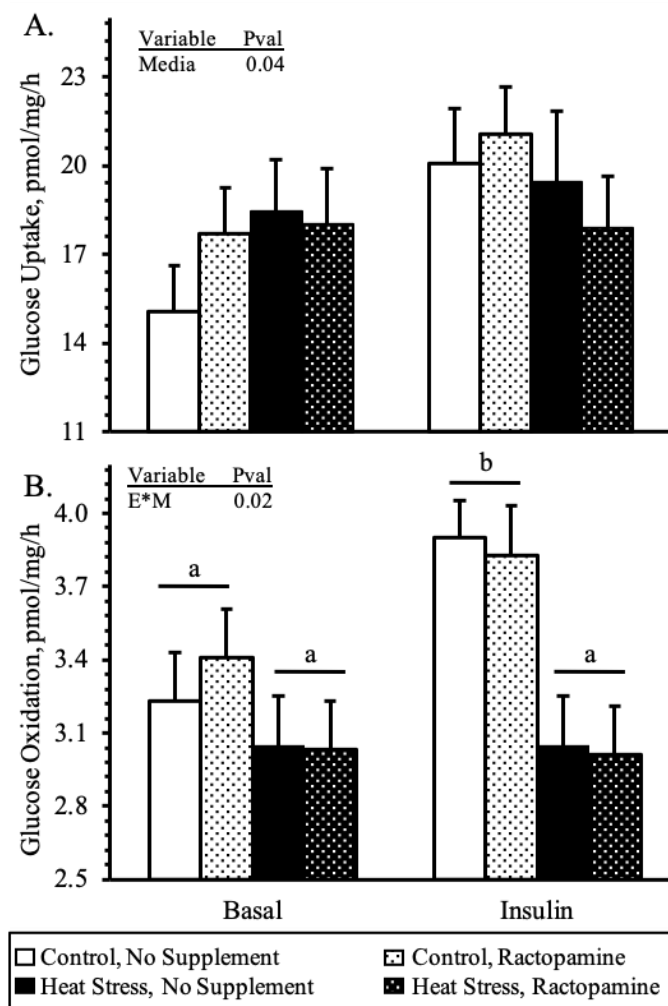 A.
Variable Pval
Media 0.04
Glucose Uptake, pmol/mg/h
23
20
17
14
11
B.
Variable Pval
E*M 0.02
Glucose Oxidation, pmol/mg/h
4.0
3.7
3.4
3.1
2.8
2.5
a
a
b
a
Basal Insulin
Control, No Supplement Control, Ractopamine
Heat Stress, No Supplement Heat Stress, Ractopamine